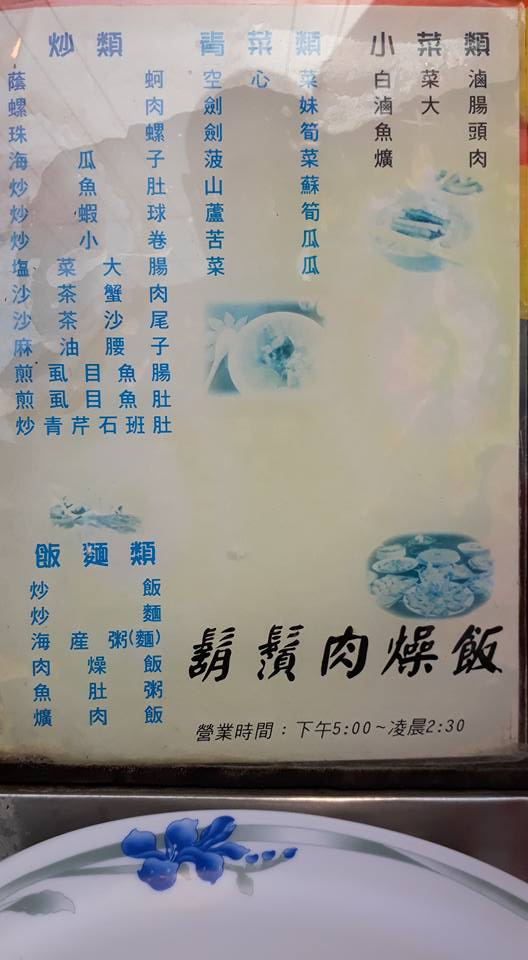 炒類
蔭蚵
螺肉
珠螺
海瓜子
炒魚肚
炒蝦球
炒小卷
塩菜大腸
沙茶蟹肉
沙茶沙尾
麻油腰子
煎虱目魚腸
煎虱目魚肚
炒青芹石班肚
青菜類
空心菜
劍妹
劍筍
菠菜
山蘇
蘆筍
苦瓜
菜瓜
小菜類
白菜滷
滷大腸
魚頭
爌肉
飯麵類
炒飯
炒麵
海産粥(麵)
肉燥飯
魚肚粥
爌肉飯
鬍鬚肉燥飯
營業時間：下午5:00~凌晨2:30